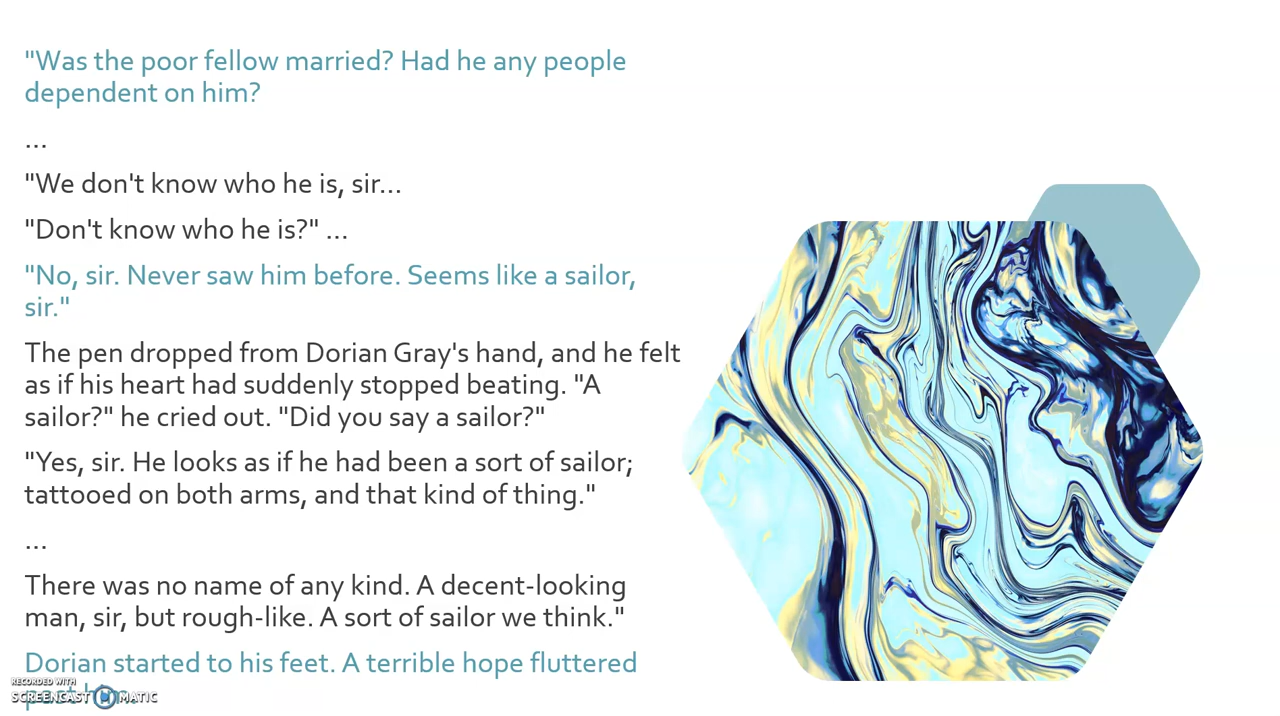 "Was the poor fellow married? Had he any people
dependent on him?
...
"We don't know who he is, sir...
"Don't know who he is?" ...
"No, sir. Never saw him before. Seems like a sailor,
sir."
The pen dropped from Dorian Gray's hand, and he felt
as if his heart had suddenly stopped beating. "A
sailor?" he cried out. "Did you say a sailor?"
"Yes, sir. He looks as if he had been a sort of sailor;
tattooed on both arms, and that kind of thing."
...
There was no name of any kind. A decent-looking
man, sir, but rough-like. A sort of sailor we think."
Dorian started to his feet. A terrible hope fluttered
past
RECORDED WITH
SCREENCAST MATIC